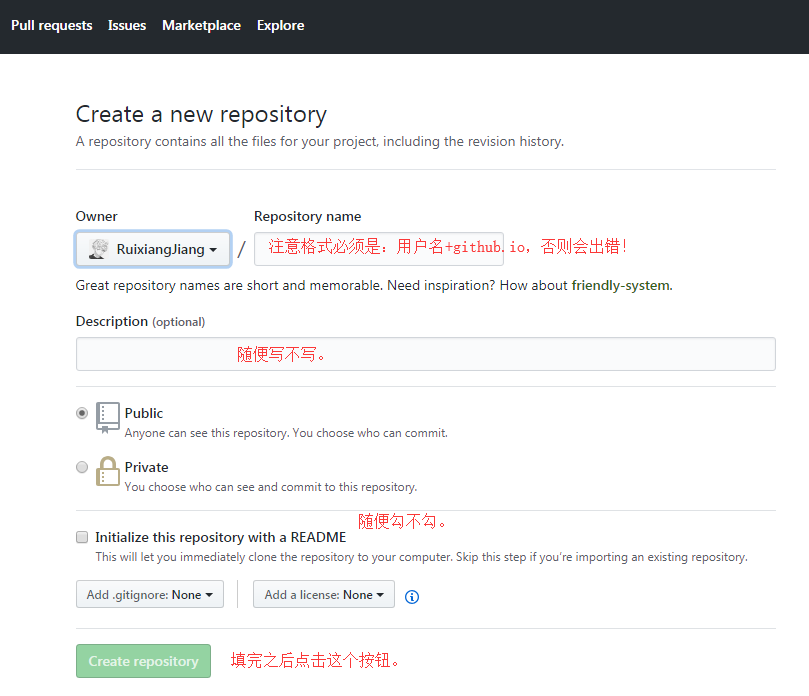 Pull requests Issues Marketplace Explore
Create a new repository
A repository contains all the files for your project, including the revision history.
Owner Repository name
RuixiangJiang / 注意格式必须是：用户名+github.io，否则会出错！
Great repository names are short and memorable. Need inspiration? How about friendly-system.
Description (optional)
随便写不写。
Public
Anyone can see this repository. You choose who can commit.
Private
You choose who can see and commit to this repository.
随便勾不勾。
Initialize this repository with a README
This will let you immediately clone the repository to your computer. Skip this step if you're importing an existing repository.
Add .gitignore: None Add a license: None
Create repository 填完之后点击这个按钮。